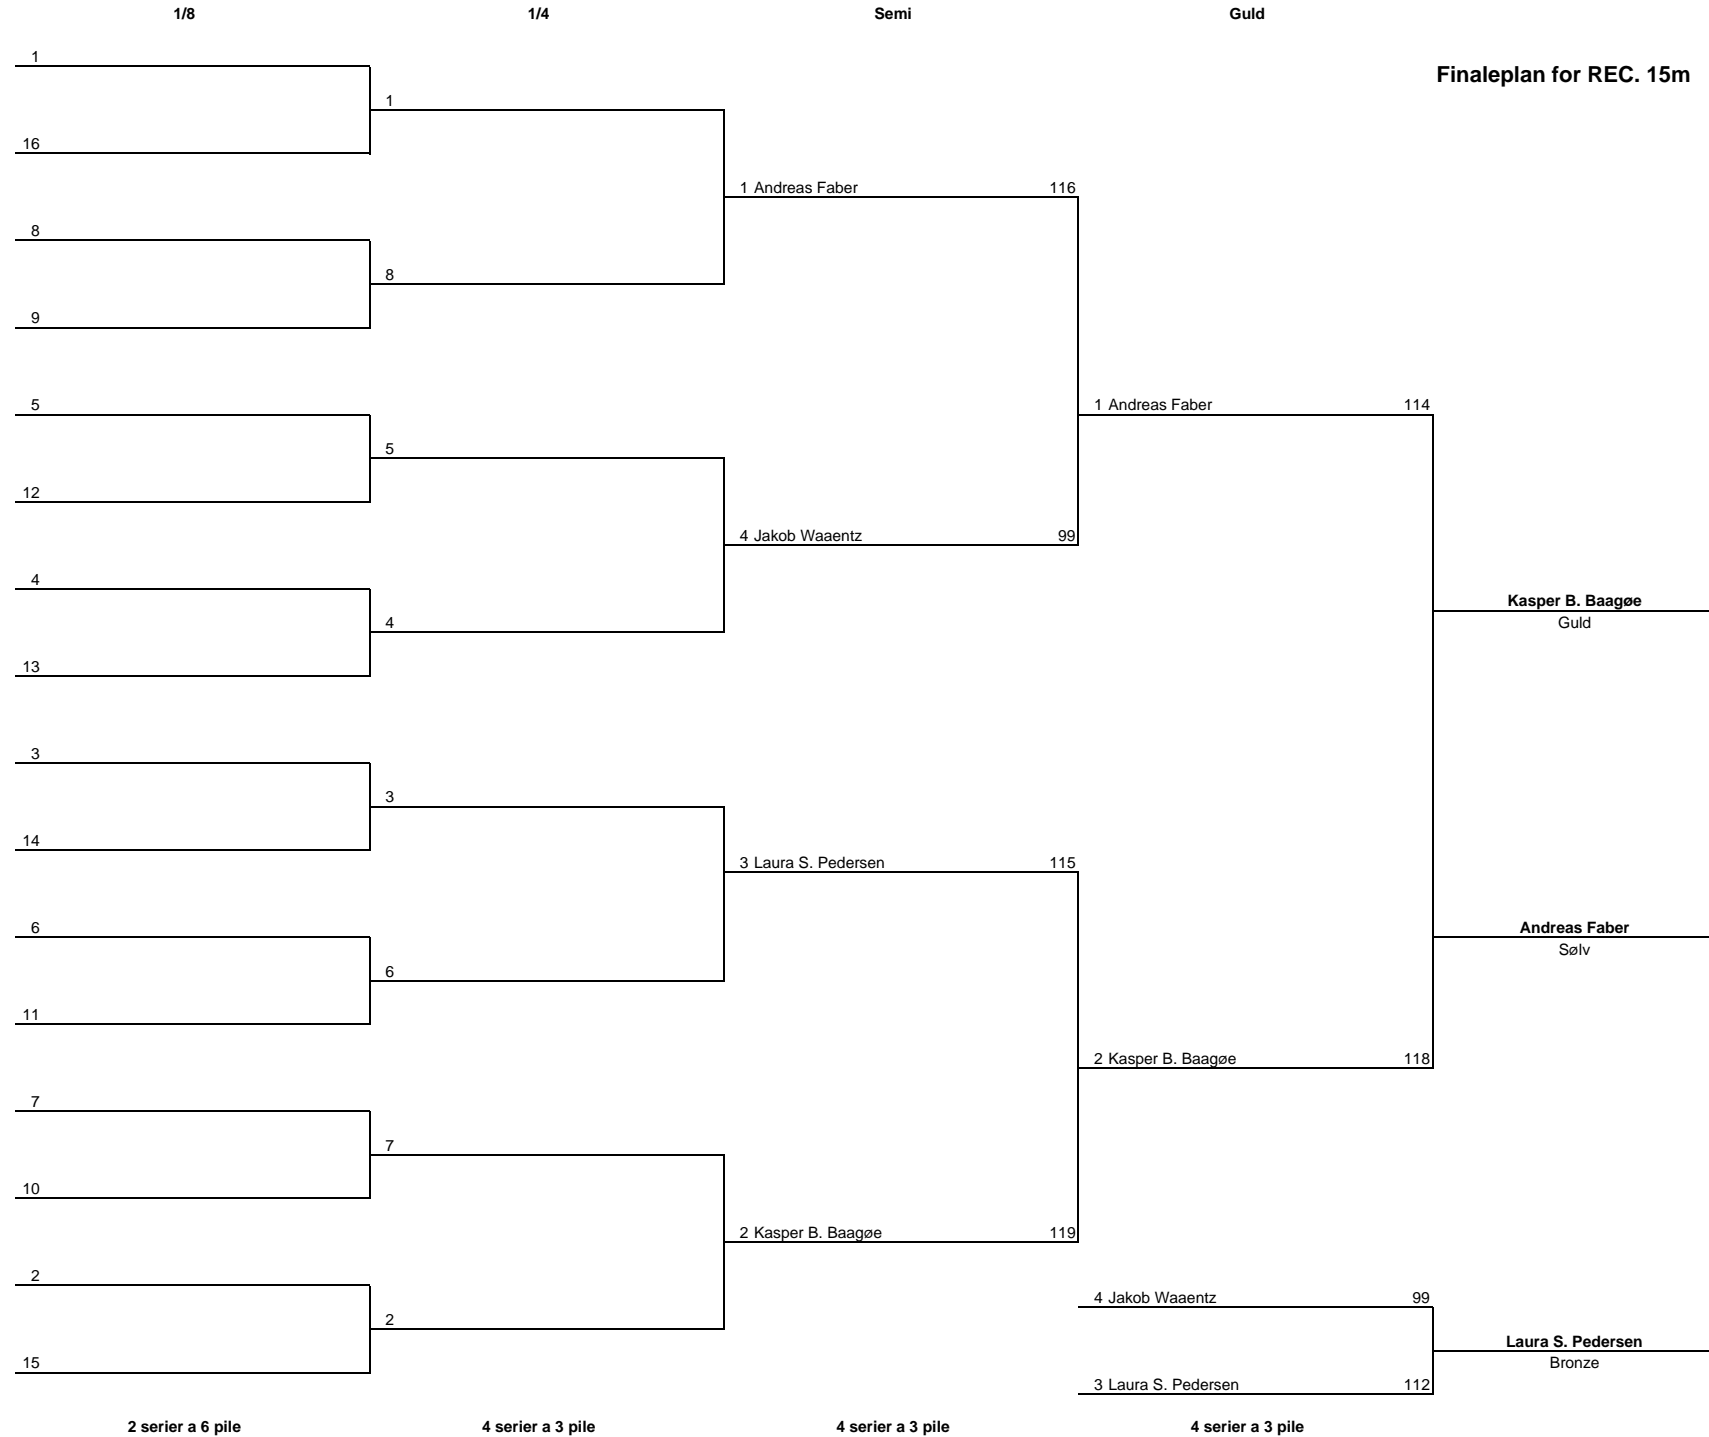 1/8 1/4 Semi Guld
Finaleplan for REC. 15m
1
16
8
9
5
12
4
13
3
14
6
11
7
10
2
15
1
8
5
4
3
6
7
2
1 Andreas Faber 116
4 Jakob Waaentz 99
3 Laura S. Pedersen 115
2 Kasper B. Baagøe 119
1 Andreas Faber 114
2 Kasper B. Baagøe 118
4 Jakob Waaentz 99
3 Laura S. Pedersen 112
Kasper B. Baagøe
Guld
Andreas Faber
Sølv
Laura S. Pedersen
Bronze
2 serier a 6 pile 4 serier a 3 pile 4 serier a 3 pile 4 serier a 3 pile